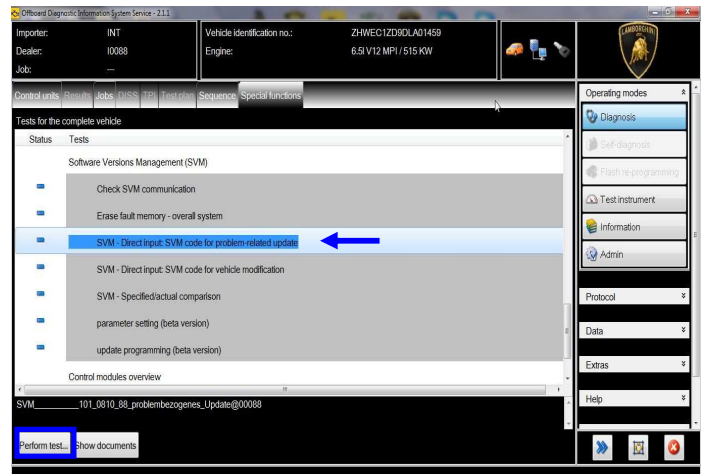 Offboard Diagnostic Information System Service - 2.1.1
Importer: INT Vehicle identification no.: ZHWEC1ZD9DLA01459
Dealer: I0088 Engine: 6.5l V12 MPI / 515 KW
Job: ---
LAMBORGHINI
Control units Results Jobs DISS TPI Test plan Sequence Special functions
Tests for the complete vehicle
Status Tests
Software Versions Management (SVM)
Check SVM communication
Erase fault memory - overall system
SVM - Direct input: SVM code for problem-related update
SVM - Direct input: SVM code for vehicle modification
SVM - Specified/actual comparison
parameter setting (beta version)
update programming (beta version)
Control modules overview
SVM_____101_0810_88_problembezogenes_Update@00088
Perform test... Show documents
Operating modes
Diagnosis
Self-diagnosis
Flash re-programming
Test instrument
Information
Admin
Protocol
Data
Extras
Help